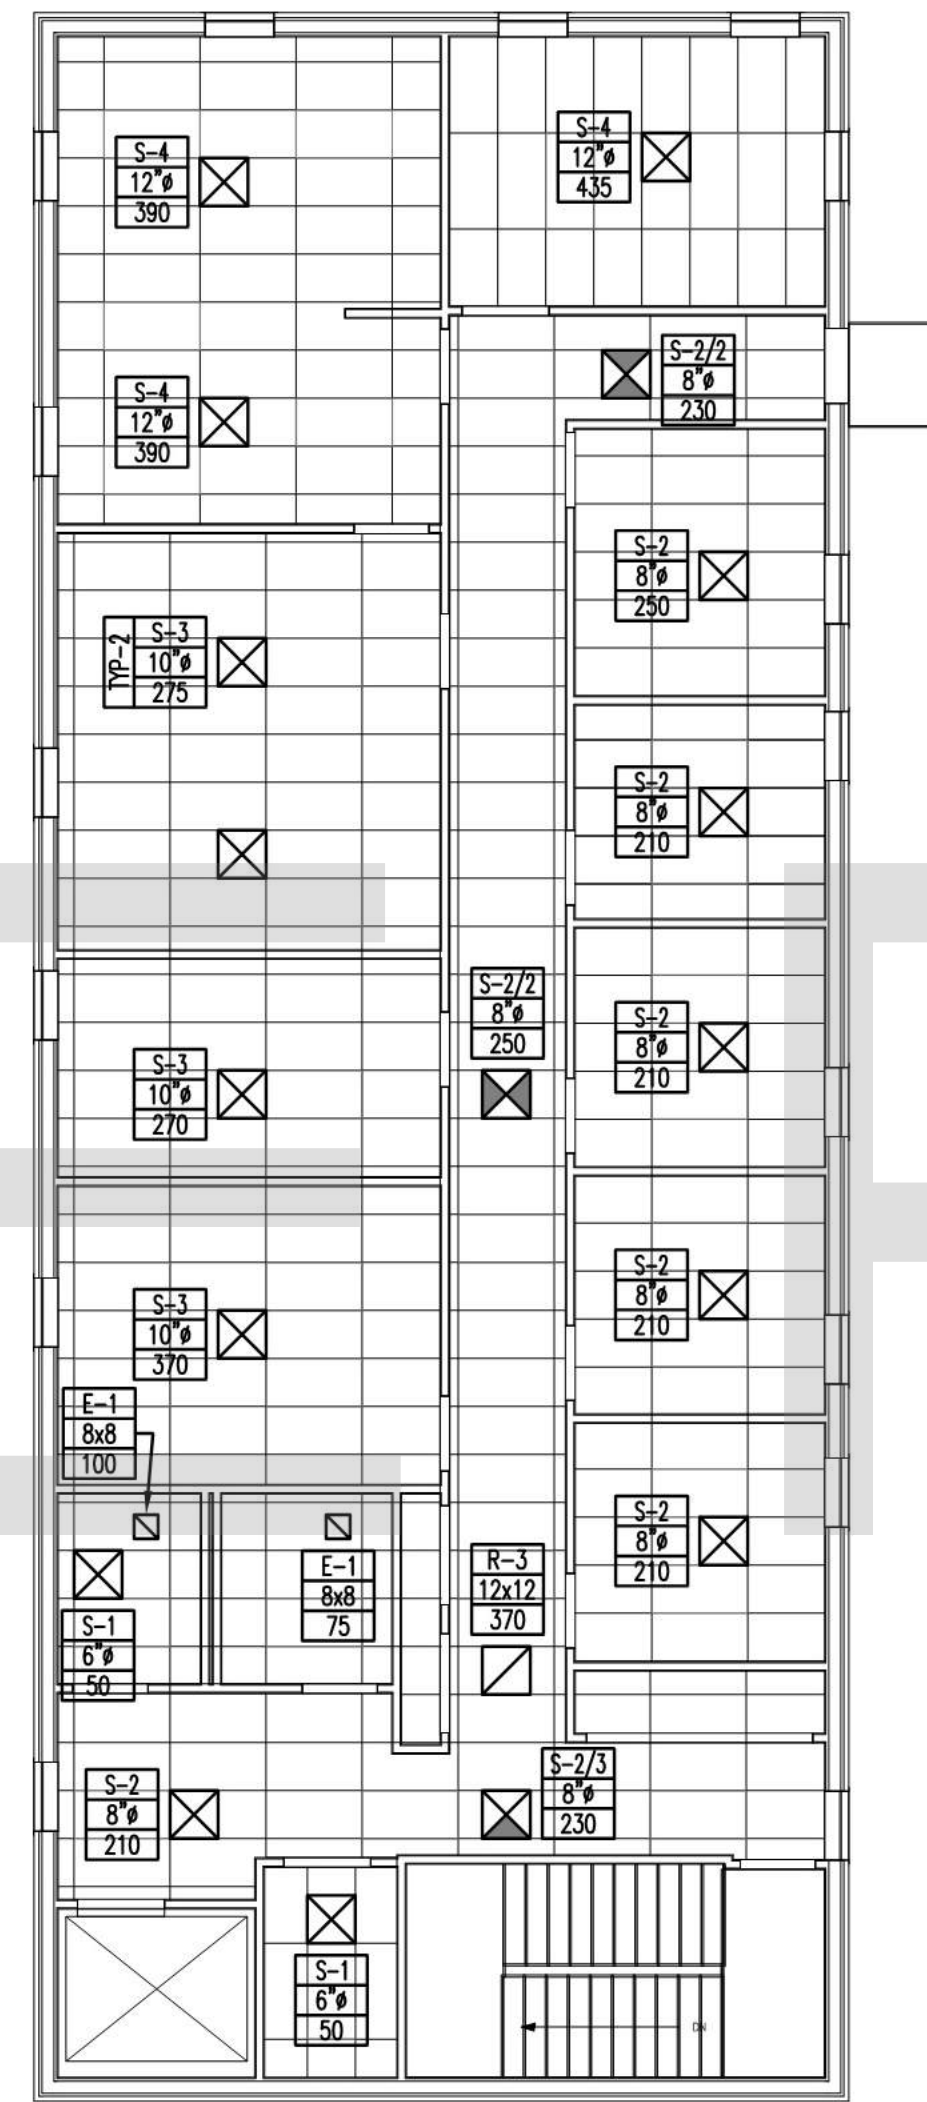 S-4
12"ø
390
S-4
12"ø
435
S-2/2
8"ø
230
S-4
12"ø
390
S-2
8"ø
250
TYP-2
S-3
10"ø
275
S-2
8"ø
210
S-2/2
8"ø
250
S-2
8"ø
210
S-3
10"ø
270
S-2
8"ø
210
S-3
10"ø
370
E-1
8x8
100
S-2
8"ø
210
R-3
12x12
370
E-1
8x8
75
S-1
6"ø
50
S-2/3
8"ø
230
S-2
8"ø
210
S-1
6"ø
50
DN